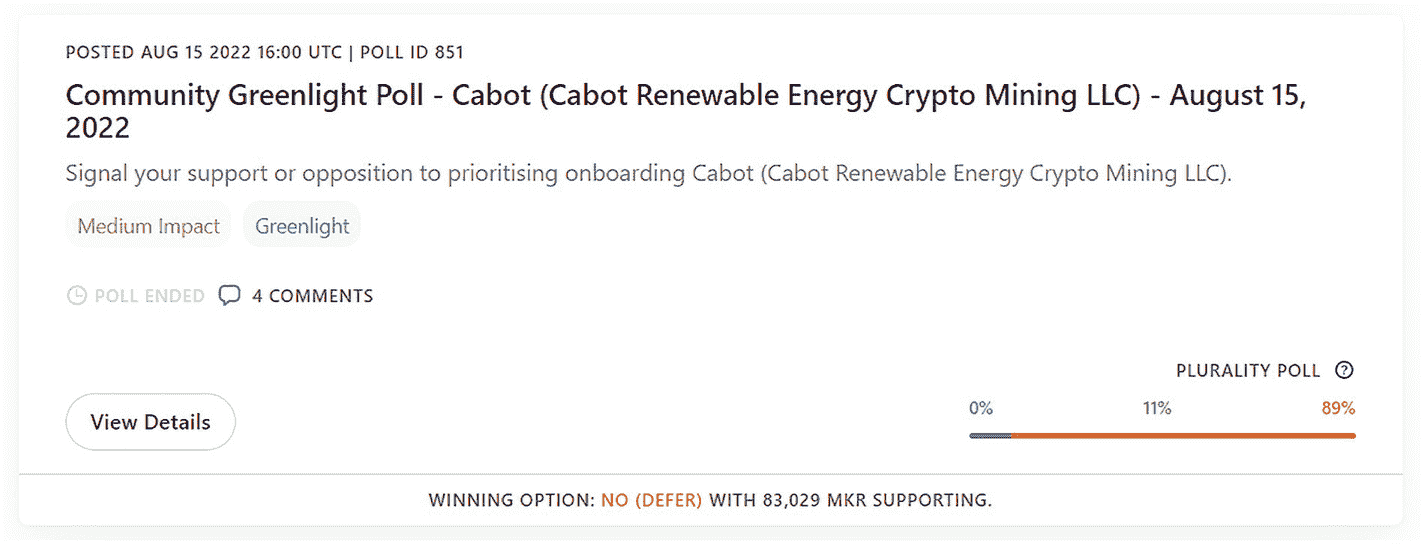 POSTED AUG 15 2022 16:00 UTC | POLL ID 851
Community Greenlight Poll - Cabot (Cabot Renewable Energy Crypto Mining LLC) - August 15,
2022
Signal your support or opposition to prioritising onboarding Cabot (Cabot Renewable Energy Crypto Mining LLC).
Medium Impact Greenlight
POLL ENDED 4 COMMENTS
PLURALITY POLL ?
0% 11% 89%
View Details
WINNING OPTION: NO (DEFER) WITH 83,029 MKR SUPPORTING.